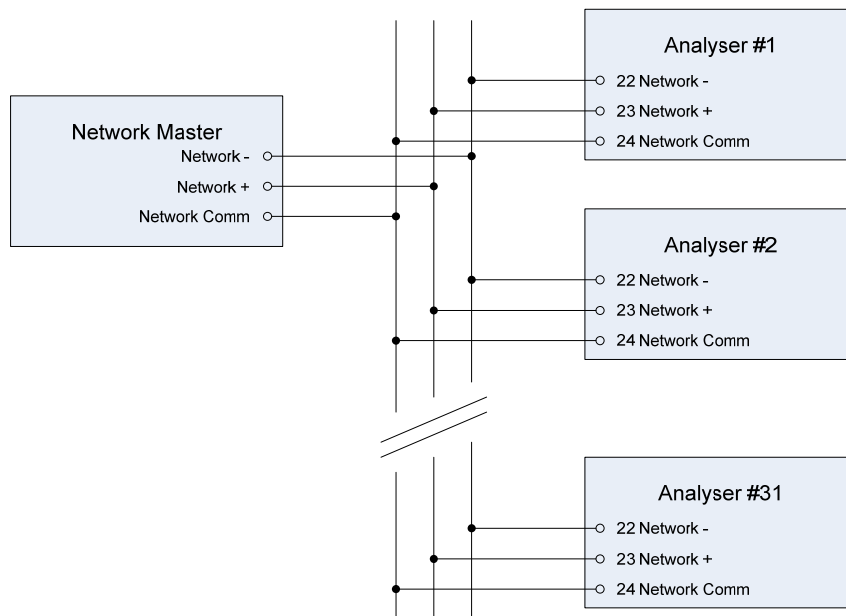 Network Master
Network -
Network +
Network Comm
Analyser #1
22 Network -
23 Network +
24 Network Comm
Analyser #2
22 Network -
23 Network +
24 Network Comm
Analyser #31
22 Network -
23 Network +
24 Network Comm